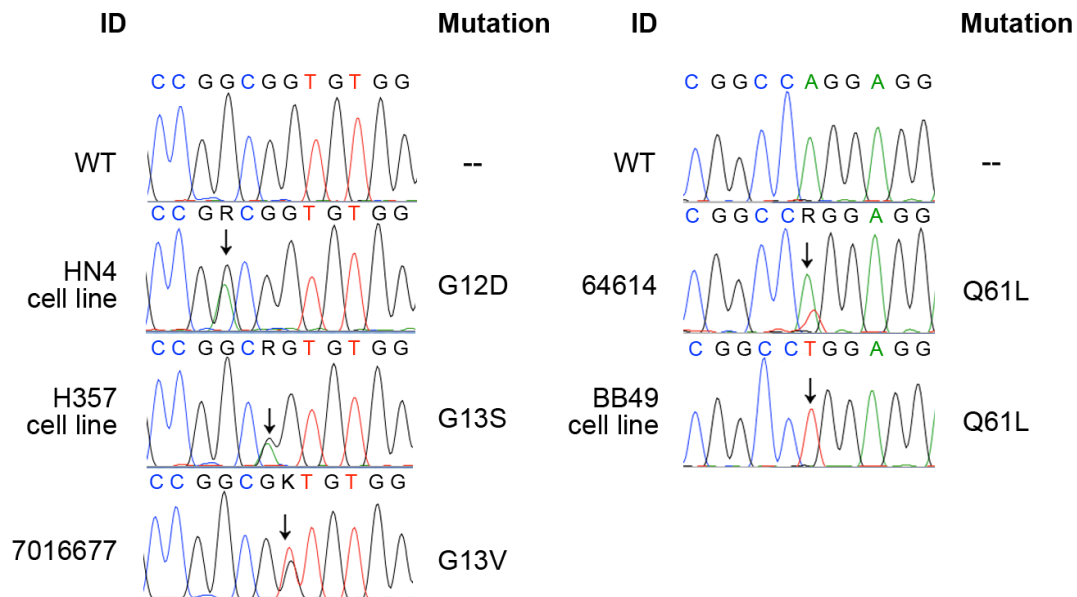 ID Mutation
C C G G C G G T G T G G
WT --
C C G R C G G T G T G G
HN4
cell line
G12D
C C G G C R G T G T G G
H357
cell line
G13S
C C G G C G K T G T G G
7016677 G13V
ID Mutation
C G G C C A G G A G G
WT --
C G G C C R G G A G G
64614 Q61L
C G G C C T G G A G G
BB49
cell line
Q61L